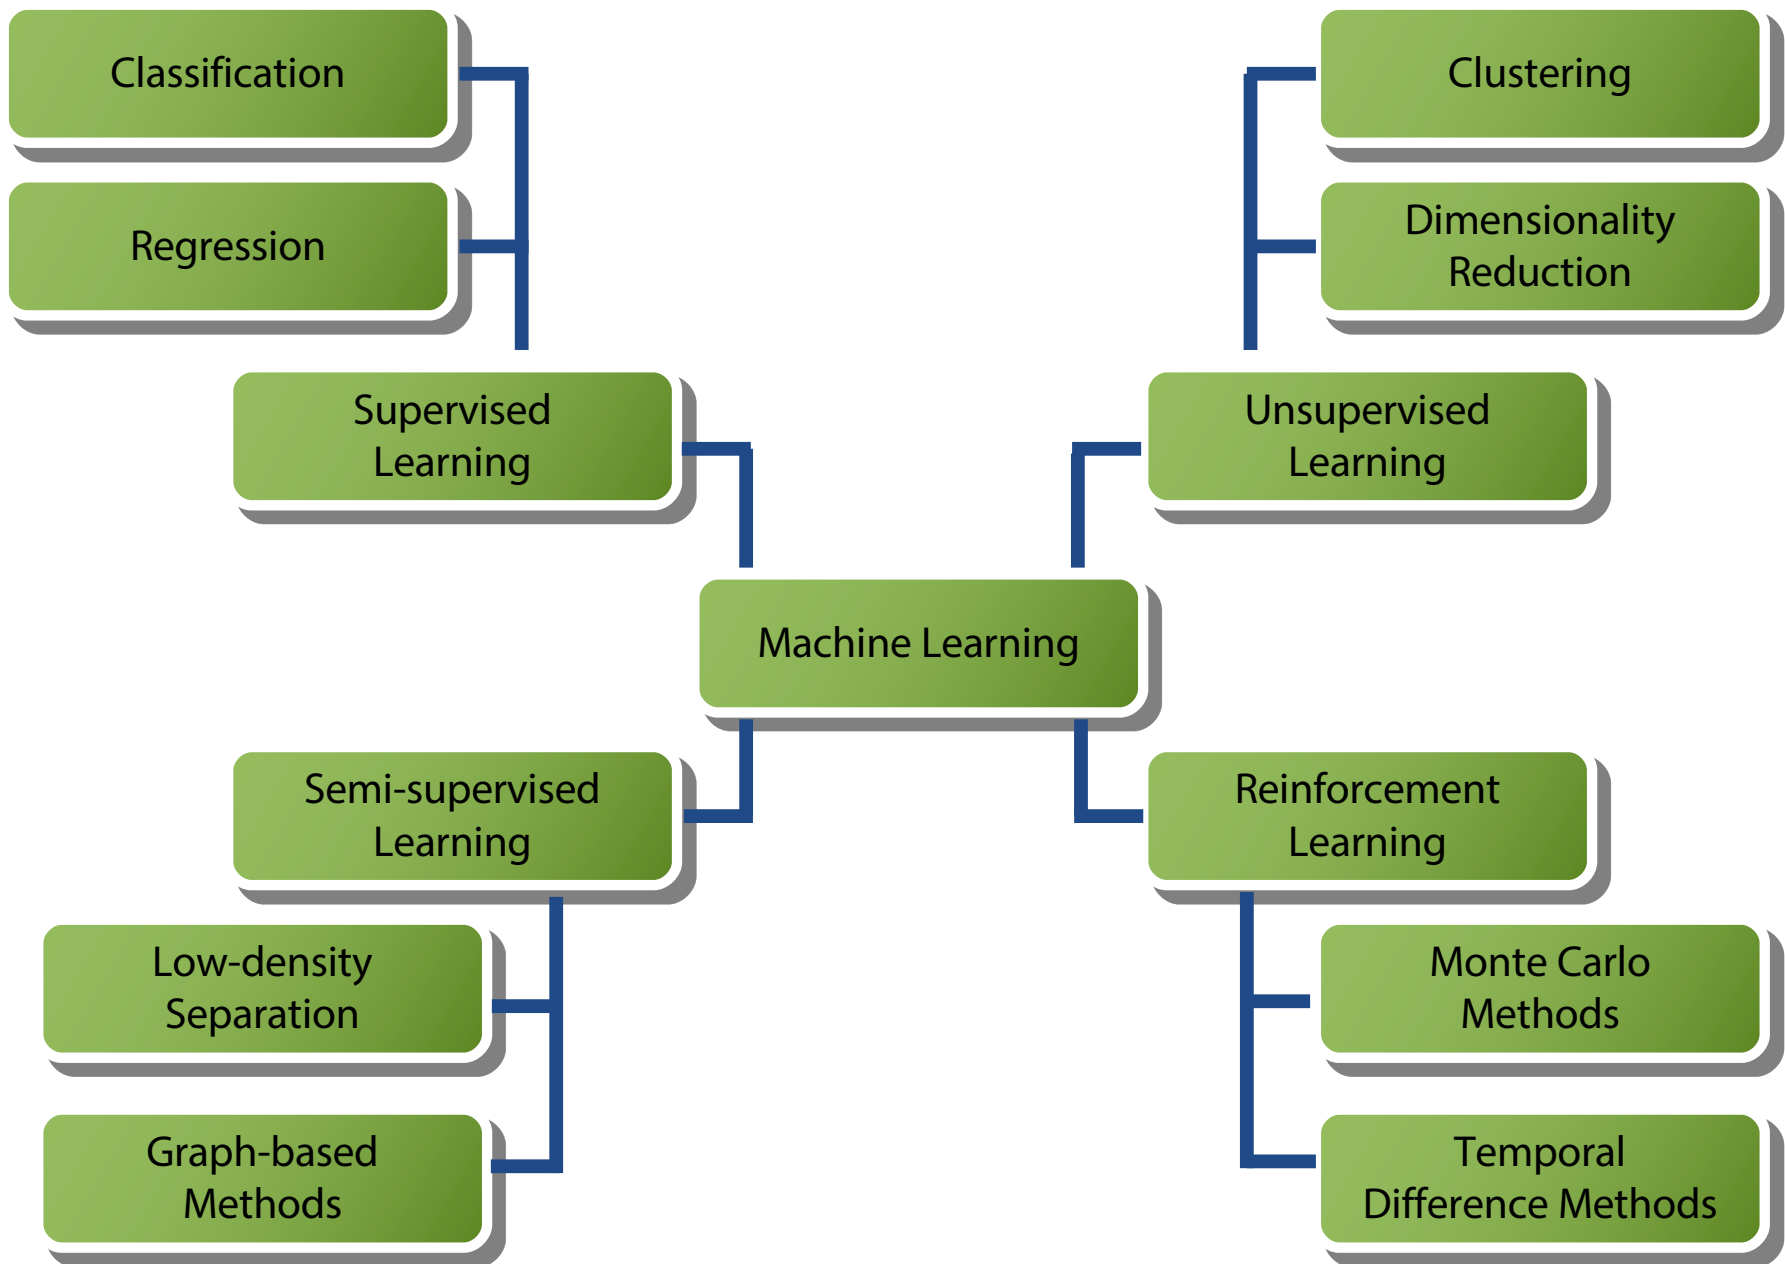 Classification
Clustering
Regression
Dimensionality
Reduction
Supervised
Learning
Unsupervised
Learning
Machine Learning
Semi-supervised
Learning
Reinforcement
Learning
Low-density
Separation
Monte Carlo
Methods
Graph-based
Methods
Temporal
Difference Methods